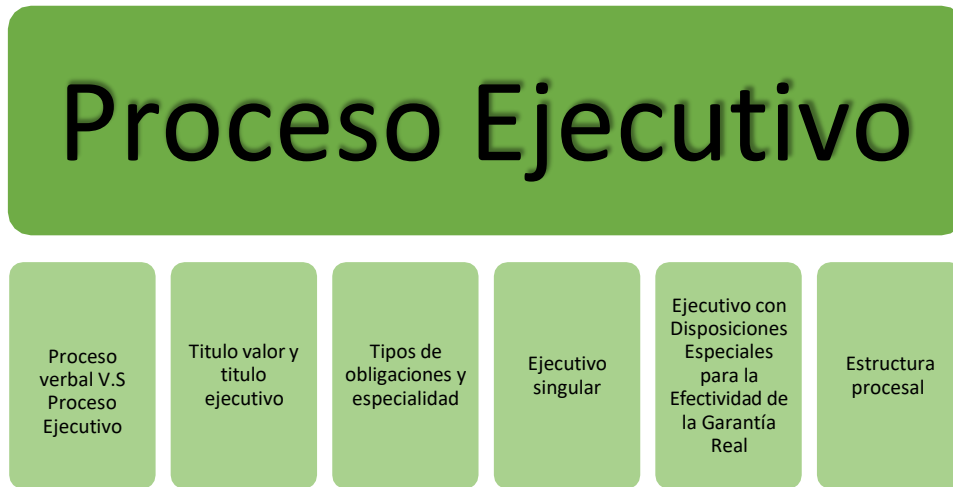 Proceso Ejecutivo
Proceso
verbal V.S
Proceso
Ejecutivo
Titulo valor y
titulo
ejecutivo
Tipos de
obligaciones y
especialidad
Ejecutivo
singular
Ejecutivo con
Disposiciones
Especiales
para la
Efectividad de
la Garantía
Real
Estructura
procesal